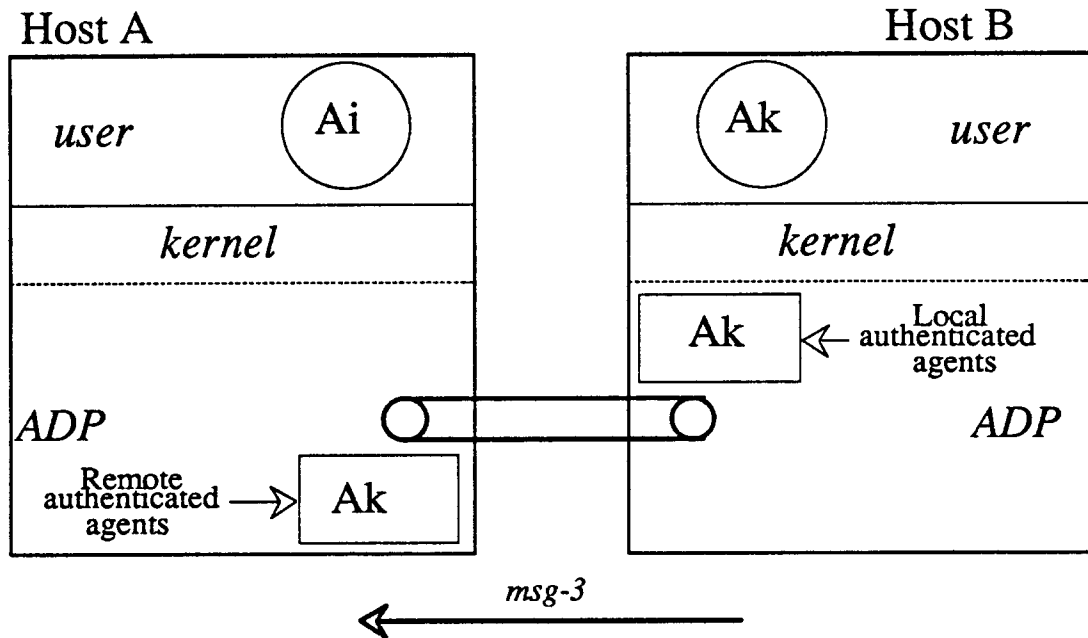 Host A
Host B
Ai
user
Ak
user
kernel
kernel
Ak
Local
authenticated
agents
ADP
ADP
Remote
authenticated
agents
Ak
msg-3